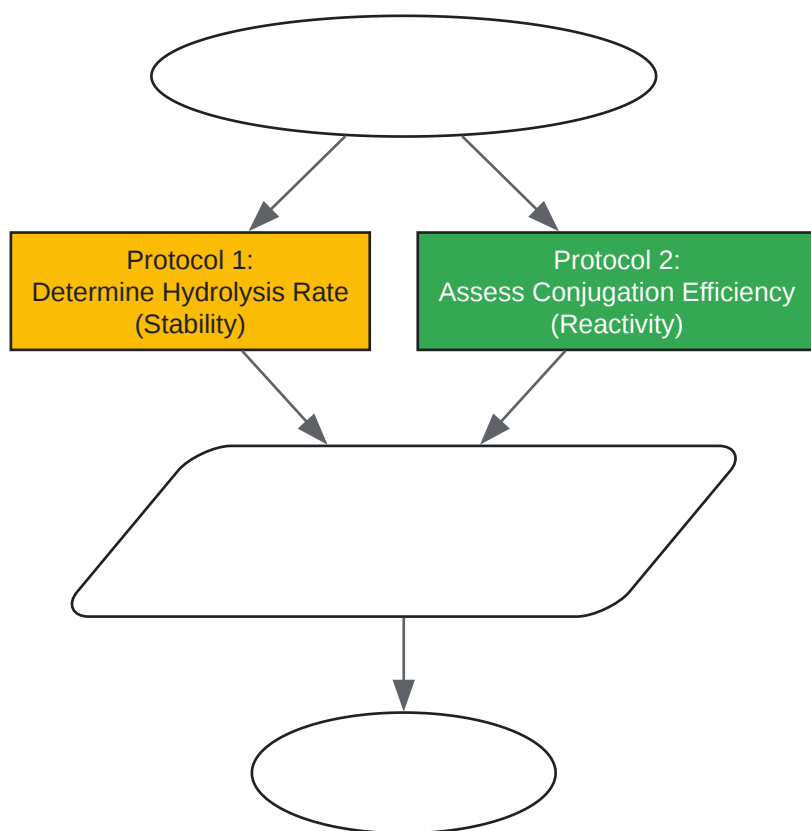 Protocol 1:
Determine Hydrolysis Rate
(Stability)
Protocol 2:
Assess Conjugation Efficiency
(Reactivity)